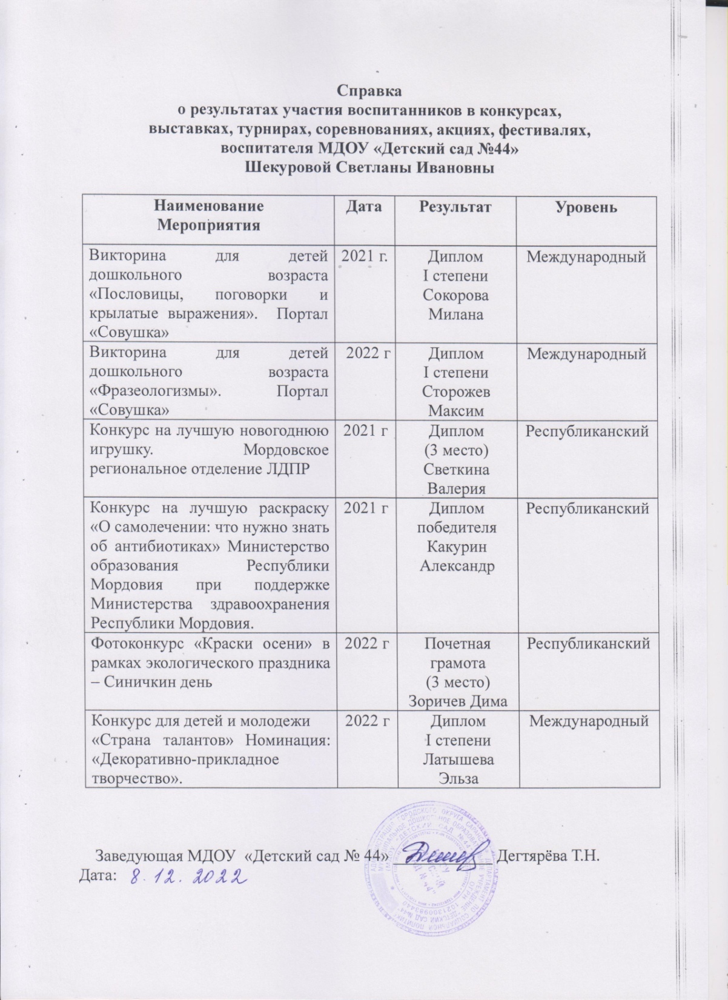 Справка
о результатах участия воспитанников в конкурсах,
выставках, турнирах, соревнованиях, акциях, фестивалях,
воспитателя МДОУ «Детский сад №44»
Шекуровой Светланы Ивановны
Наименование Мероприятия Дата Результат Уровень
Викторина для детей
дошкольного возраста
«Пословицы, поговорки и
крылатые выражения». Портал
«Совушка»
2021 г.
Диплом
I степени
Сокорова
Милана
Международный
Викторина для детей
дошкольного возраста
«Фразеологизмы». Портал
«Совушка»
2022 г
Диплом
I степени
Сторожев
Максим
Международный
Конкурс на лучшую новогоднюю
игрушку. Мордовское
региональное отделение ЛДПР
2021 г
Диплом
(3 место)
Светкина
Валерия
Республиканский
Конкурс на лучшую раскраску
«О самолечении: что нужно знать
об антибиотиках» Министерство
образования Республики
Мордовия при поддержке
Министерства здравоохранения
Республики Мордовия.
2021 г
Диплом
победителя
Какурин
Александр
Республиканский
Фотоконкурс «Краски осени» в
рамках экологического праздника
– Синичкин день
2022 г
Почетная
грамота
(3 место)
Зоричев Дима
Республиканский
Конкурс для детей и молодежи
«Страна талантов» Номинация:
«Декоративно-прикладное
творчество».
2022 г
Диплом
I степени
Латышева
Эльза
Международный
Заведующая МДОУ «Детский сад № 44» Дегтярёва Т.Н.
Дата: 8.12.2022